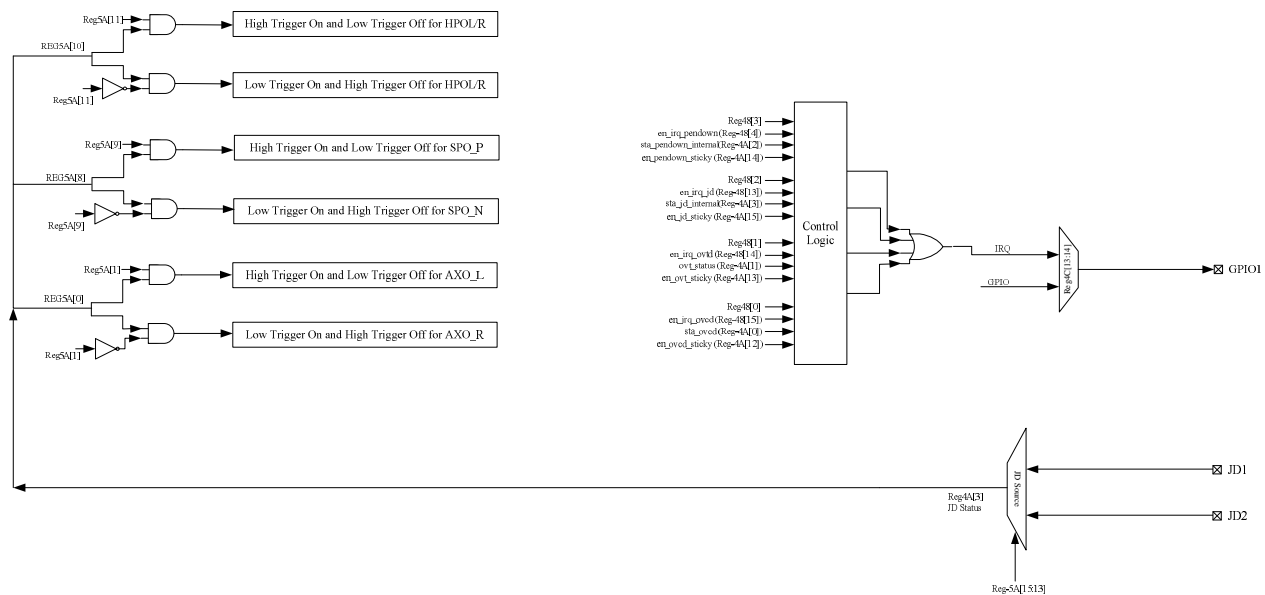 Reg5A[11]
High Trigger On and Low Trigger Off for HPOL/R
REG5A[10]
Low Trigger On and High Trigger Off for HPOL/R
Reg5A[11]
Reg5A[9]
High Trigger On and Low Trigger Off for SPO_P
REG5A[8]
Low Trigger On and High Trigger Off for SPO_N
Reg5A[9]
Reg5A[1]
High Trigger On and Low Trigger Off for AXO_L
REG5A[0]
Low Trigger On and High Trigger Off for AXO_R
Reg5A[1]
Reg48[3]
en_irq_pendown(Reg-48[4])
sta_pendown_internal(Reg-4A[2])
en_pendown_sticky (Reg-4A[14])
Reg48[2]
en_irq_jd(Reg-48[13])
sta_jd_internal(Reg-4A[3])
en_jd_sticky(Reg-4A[15])
Reg48[1]
en_irq_ovtd(Reg-48[14])
ovt_status(Reg-4A[1])
en_ovt_sticky(Reg-4A[13])
Reg48[0]
en_irq_ovcd(Reg-48[15])
sta_ovcd(Reg-4A[0])
en_ovcd_sticky(Reg-4A[12])
Control
Logic
IRQ
GPIO
Reg4C[13:14]
GPIO1
JD1
JD Source
Reg4A[3]
JD Status
JD2
Reg-5A[15:13]